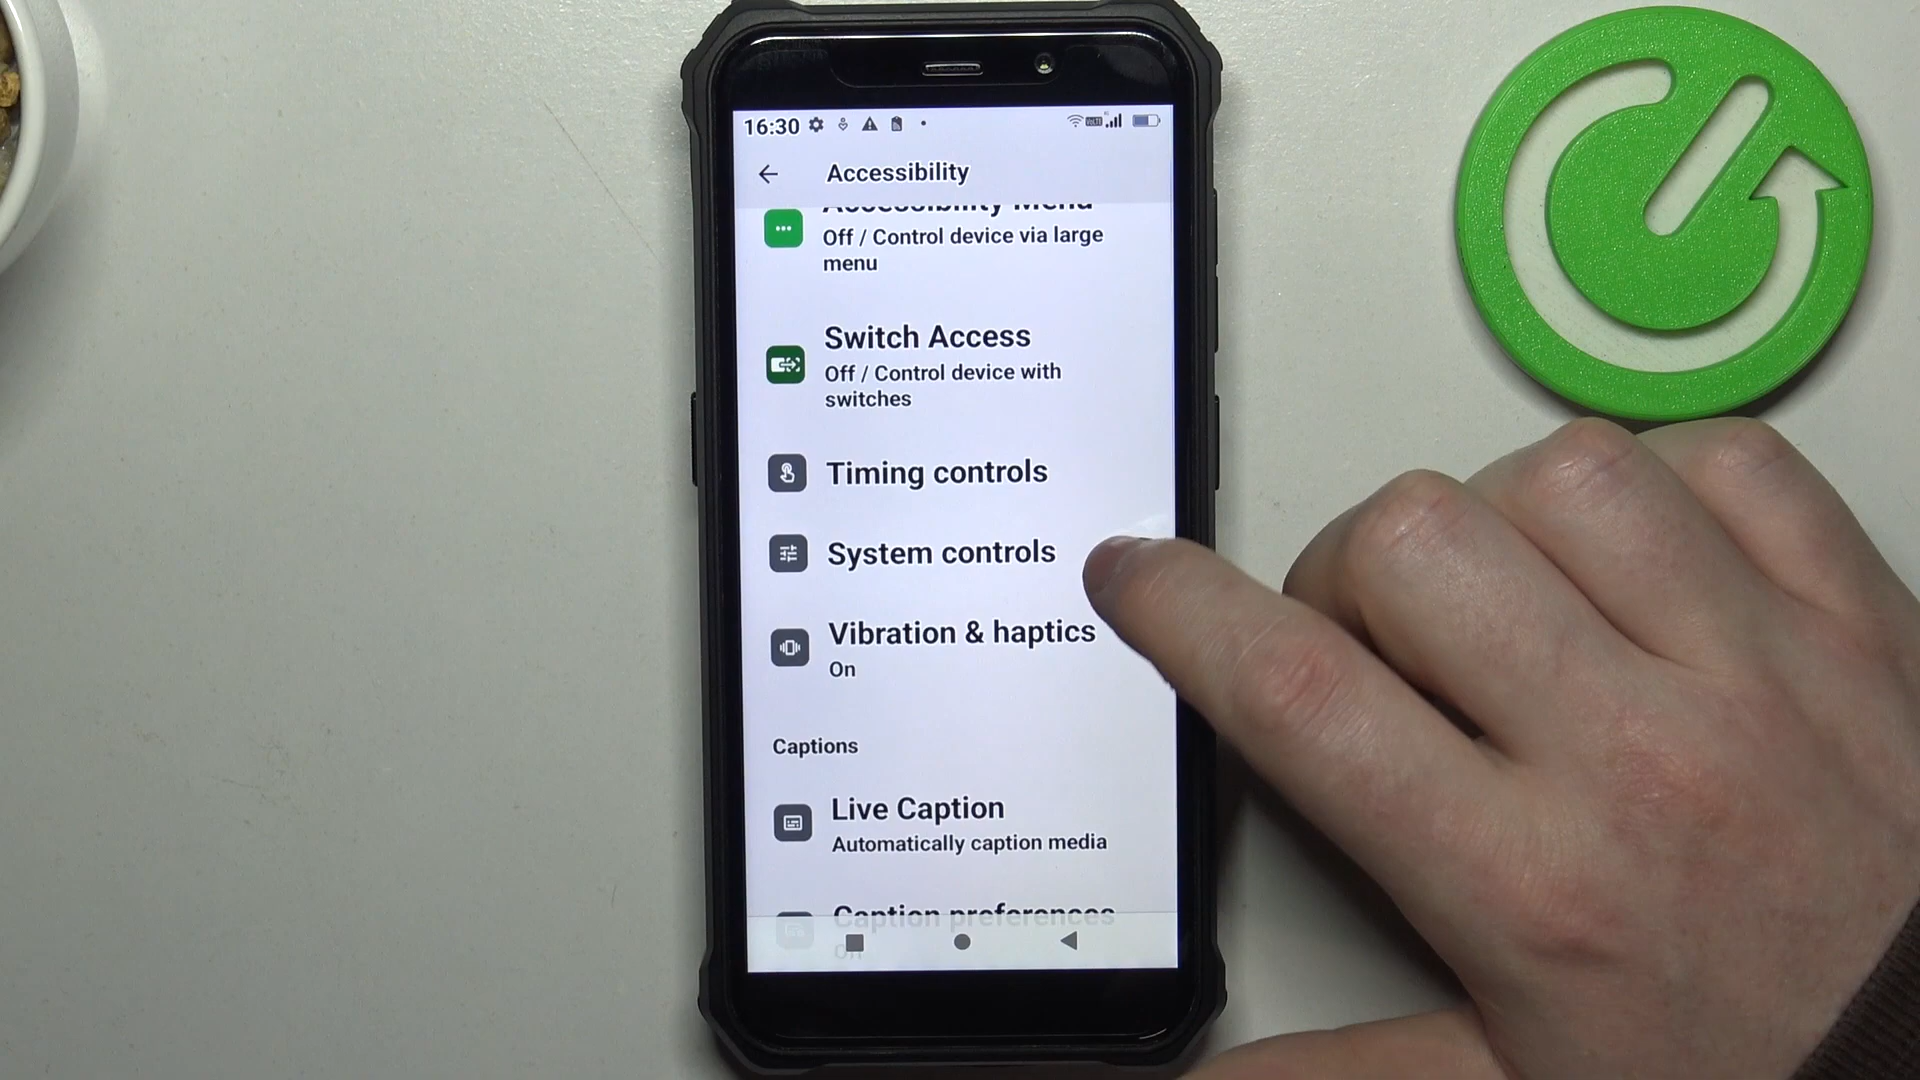 16:30
Accessibility
Accessibility Menu
Off / Control device via large
menu
Switch Access
Off / Control device with
switches
Timing controls
System controls
Vibration & haptics
On
Captions
Live Caption
Automatically caption media
Caption preferences
On